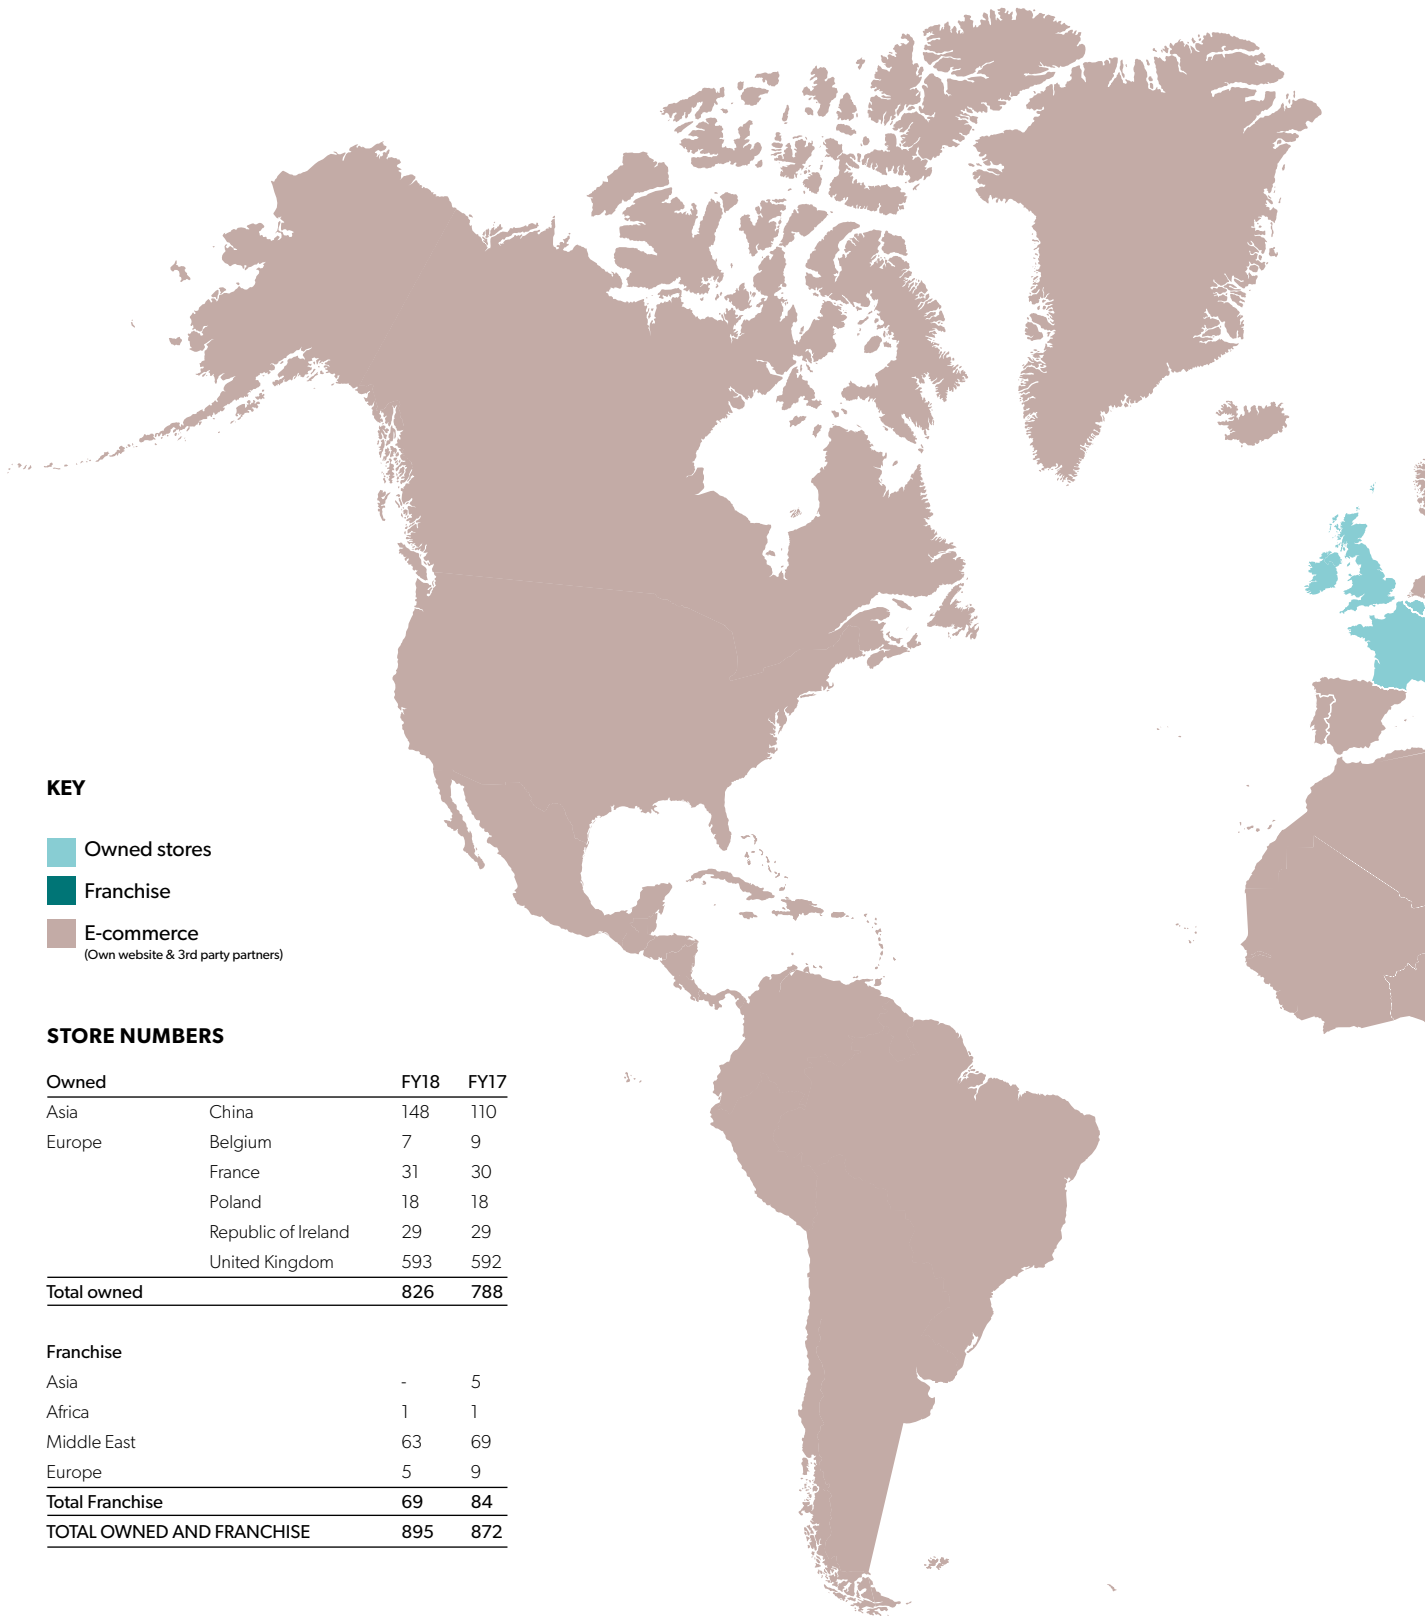 KEY
Owned stores
Franchise
E-commerce
(Own website & 3rd party partners)
STORE NUMBERS
Owned FY18 FY17
Asia China 148 110
Europe Belgium 7 9
France 31 30
Poland 18 18
Republic of Ireland 29 29
United Kingdom 593 592
Total owned 826 788
Franchise
Asia - 5
Africa 1 1
Middle East 63 69
Europe 5 9
Total Franchise 69 84
TOTAL OWNED AND FRANCHISE 895 872